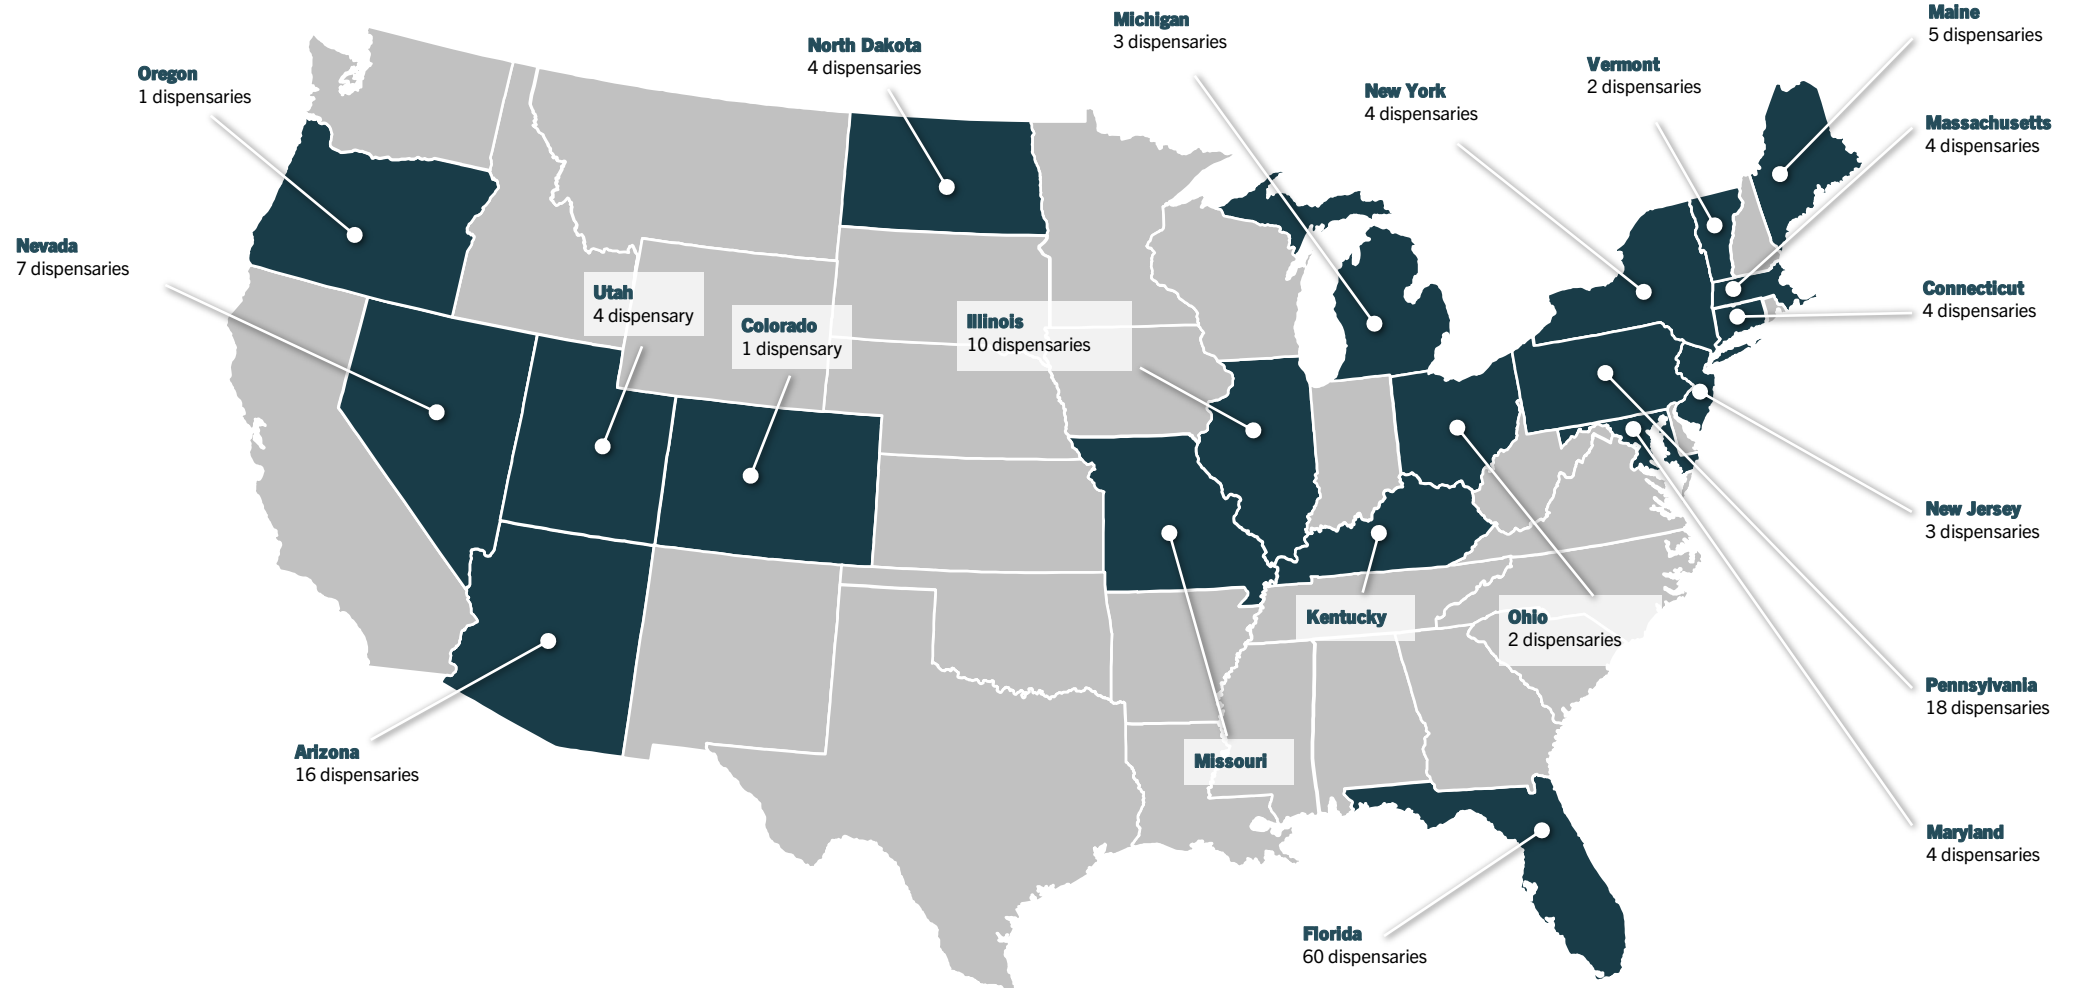 Michigan
3 dispensaries
Maine
5 dispensaries
North Dakota
4 dispensaries
Vermont
2 dispensaries
Oregon
1 dispensaries
New York
4 dispensaries
Massachusetts
4 dispensaries
Nevada
7 dispensaries
Utah
4 dispensary
Colorado
1 dispensary
Illinois
10 dispensaries
Connecticut
4 dispensaries
New Jersey
3 dispensaries
Kentucky
Ohio
2 dispensaries
Pennsylvania
18 dispensaries
Arizona
16 dispensaries
Missouri
Maryland
4 dispensaries
Florida
60 dispensaries